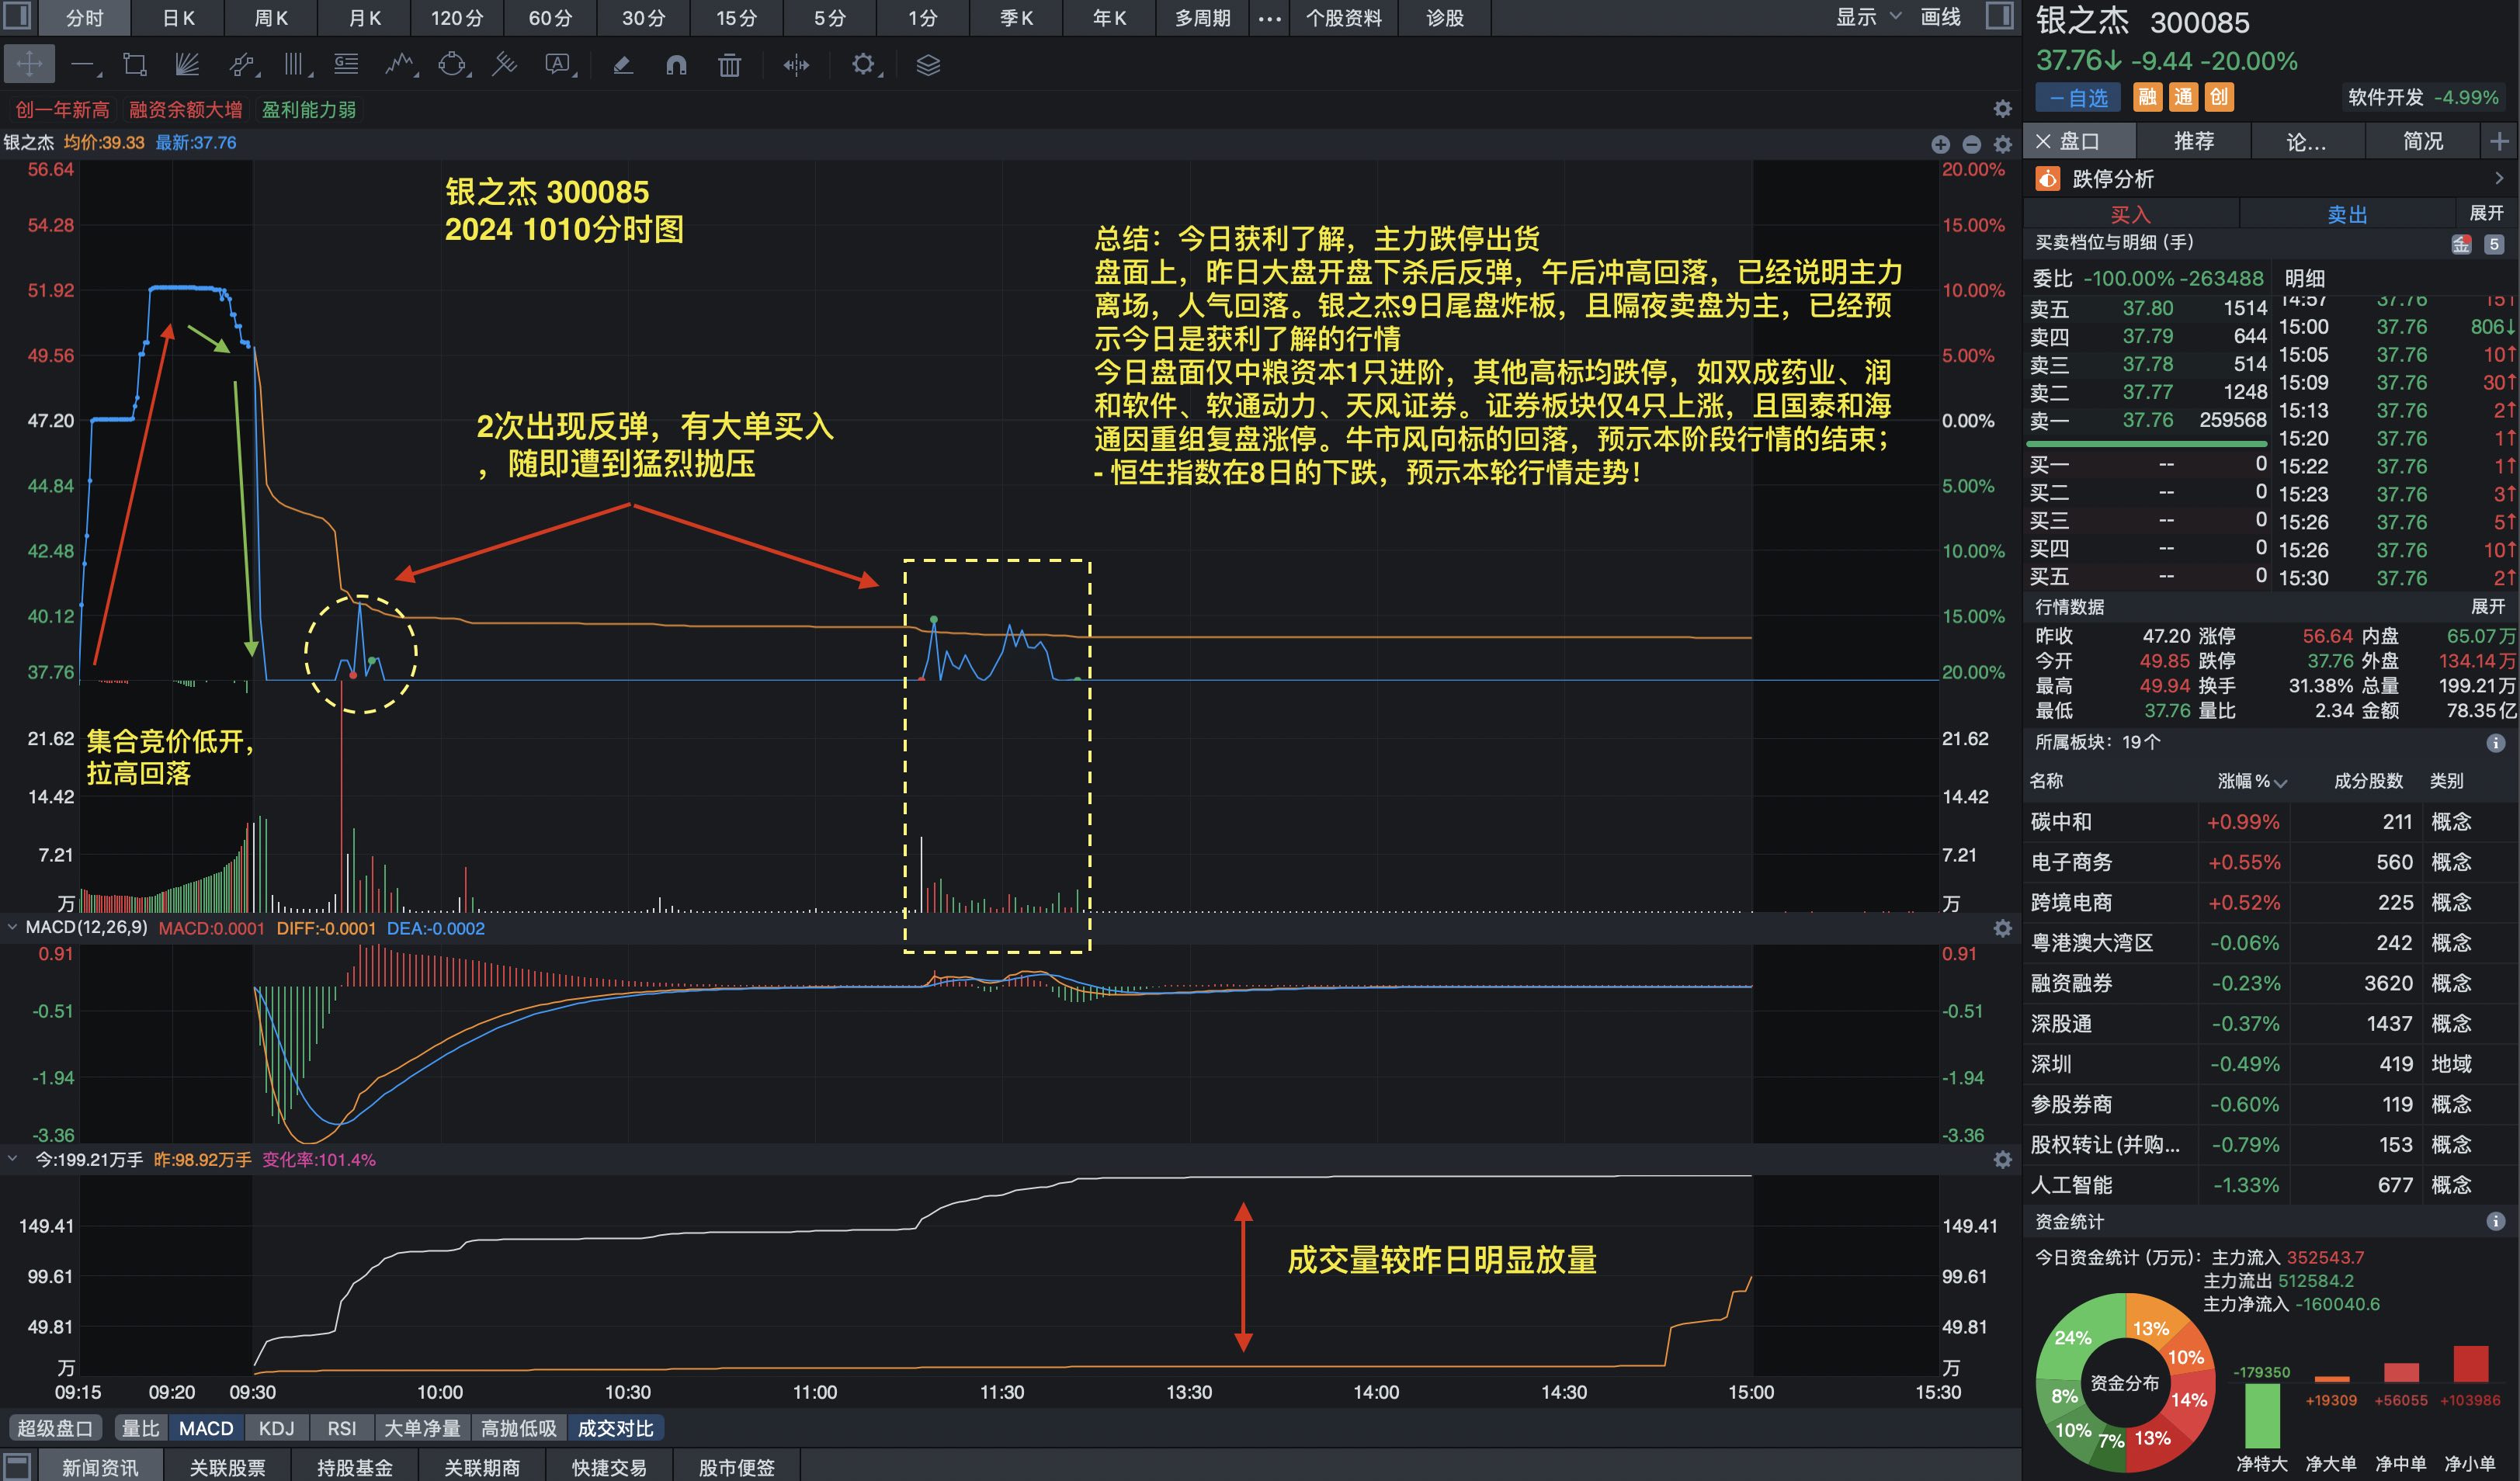 分时 日K 周K 月K 120分 60分 30分 15分 5分 1分 季K 年K 多周期 ... 个股资料 诊股 显示 画线
创一年新高 融资余额大增 盈利能力弱
银之杰 均价:39.33 最新:37.76
银之杰 300085
2024 1010分时图
总结：今日获利了解，主力跌停出货
盘面上，昨日大盘开盘下杀后反弹，午后冲高回落，已经说明主力
离场，人气回落。银之杰9日尾盘炸板，且隔夜卖盘为主，已经预
示今日是获利了解的行情
今日盘面仅中粮资本1只进阶，其他高标均跌停，如双成药业、润
和软件、软通动力、天风证券。证券板块仅4只上涨，且国泰和海
通因重组复盘涨停。牛市风向标的回落，预示本阶段行情的结束；
- 恒生指数在8日的下跌，预示本轮行情走势！
2次出现反弹，有大单买入
，随即遭到猛烈抛压
集合竞价低开，
拉高回落
56.64 20.00%
54.28 15.00%
51.92 10.00%
49.56 5.00%
47.20 0.00%
44.84 5.00%
42.48 10.00%
40.12 15.00%
37.76 20.00%
21.62 21.62
14.42 14.42
7.21 7.21
万 万
MACD(12,26,9) MACD:0.0001 DIFF:-0.0001 DEA:-0.0002
0.91 0.91
-0.51 -0.51
-1.94 -1.94
-3.36 -3.36
今:199.21万手 昨:98.92万手 变化率:101.4%
成交量较昨日明显放量
149.41 149.41
99.61 99.61
49.81 49.81
万 万
09:15 09:20 09:30 10:00 10:30 11:00 11:30 13:30 14:00 14:30 15:00 15:30
超级盘口 量比 MACD KDJ RSI 大单净量 高抛低吸 成交对比
新闻资讯 关联股票 持股基金 关联期商 快捷交易 股市便签
银之杰 300085
37.76↓ -9.44 -20.00%
－自选 融 通 创 软件开发 -4.99%
× 盘口 推荐 论... 简况 +
跌停分析
买入 卖出 展开
买卖档位与明细 (手) 金 5
委比 -100.00% -263488 明细
卖五 37.80 1514
卖四 37.79 644
卖三 37.78 514
卖二 37.77 1248
卖一 37.76 259568
买一 -- 0
买二 -- 0
买三 -- 0
买四 -- 0
买五 -- 0
14:57 37.76 151
15:00 37.76 806↓
15:05 37.76 10↑
15:09 37.76 30↑
15:13 37.76 2↑
15:20 37.76 1↑
15:22 37.76 1↑
15:23 37.76 3↑
15:26 37.76 5↑
15:26 37.76 10↑
15:30 37.76 2↑
行情数据 展开
昨收 47.20 涨停 56.64 内盘 65.07万
今开 49.85 跌停 37.76 外盘 134.14万
最高 49.94 换手 31.38% 总量 199.21万
最低 37.76 量比 2.34 金额 78.35亿
所属板块：19个
名称 涨幅% 成分股数 类别
碳中和 +0.99% 211 概念
电子商务 +0.55% 560 概念
跨境电商 +0.52% 225 概念
粤港澳大湾区 -0.06% 242 概念
融资融券 -0.23% 3620 概念
深股通 -0.37% 1437 概念
深圳 -0.49% 419 地域
参股券商 -0.60% 119 概念
股权转让(并购... -0.79% 153 概念
人工智能 -1.33% 677 概念
资金统计
今日资金统计 (万元)：主力流入 352543.7
主力流出 512584.2
主力净流入 -160040.6
资金分布
24% 13%
10%
8% 14%
10% 7% 13%
-179350 +19309 +56055 +103986
净特大 净大单 净中单 净小单